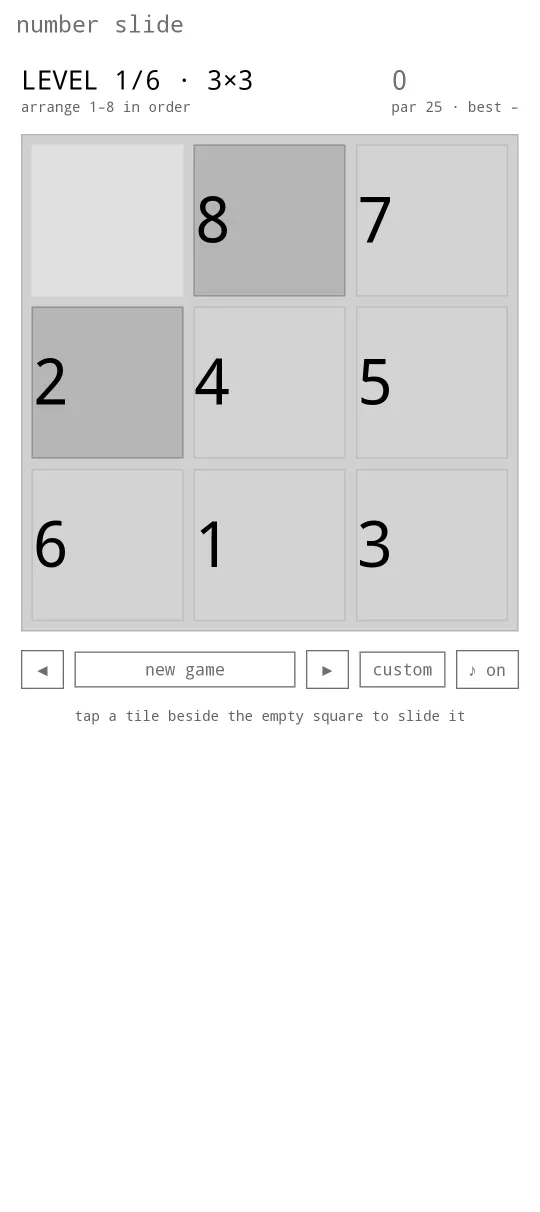 number slide
LEVEL 1/6 · 3×3 0
arrange 1–8 in order par 25 · best –
8 7
2 4 5
6 1 3
◀ new game ▶ custom ♪ on
tap a tile beside the empty square to slide it